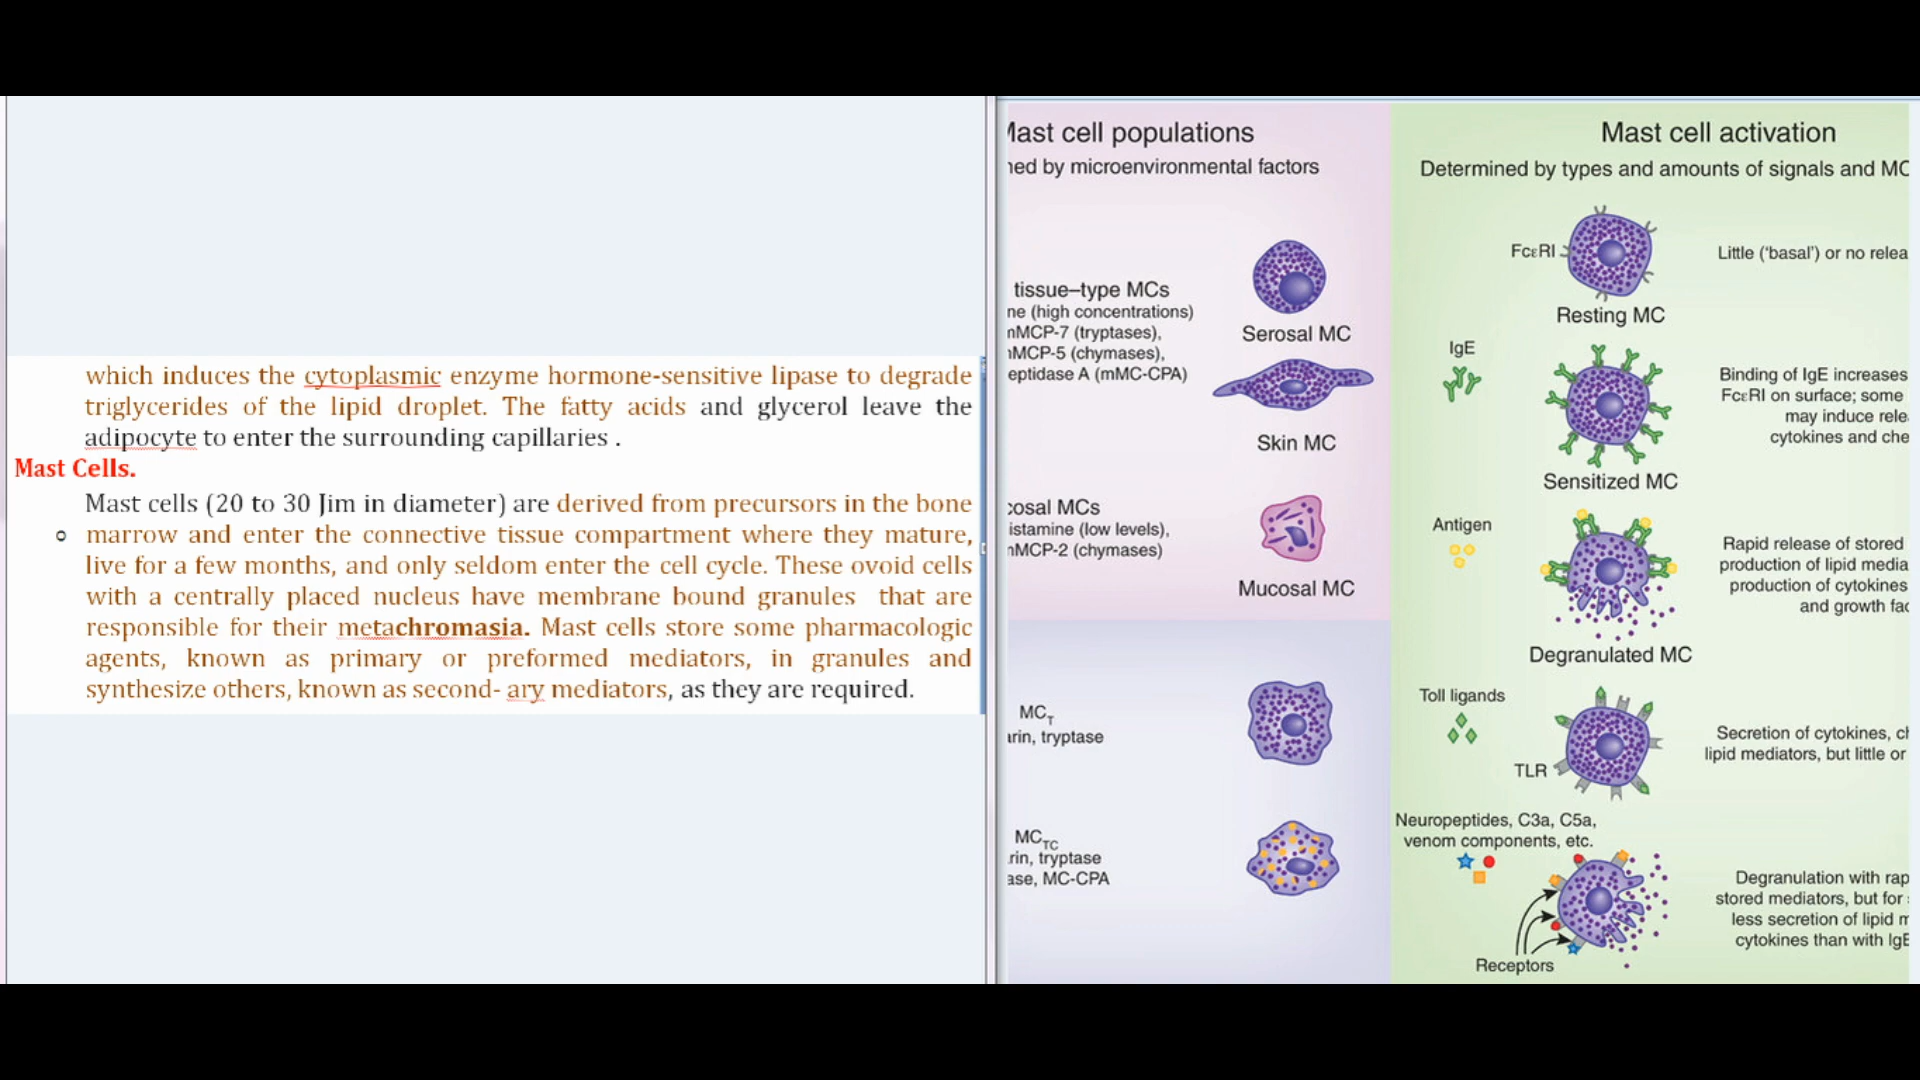 which induces the cytoplasmic enzyme hormone-sensitive lipase to degrade
triglycerides of the lipid droplet. The fatty acids and glycerol leave the
adipocyte to enter the surrounding capillaries .
Mast Cells.
Mast cells (20 to 30 Jim in diameter) are derived from precursors in the bone
marrow and enter the connective tissue compartment where they mature,
live for a few months, and only seldom enter the cell cycle. These ovoid cells
with a centrally placed nucleus have membrane bound granules that are
responsible for their metachromasia. Mast cells store some pharmacologic
agents, known as primary or preformed mediators, in granules and
synthesize others, known as second- ary mediators, as they are required.
Mast cell populations
ned by microenvironmental factors
tissue–type MCs
ne (high concentrations)
mMCP-7 (tryptases),
mMCP-5 (chymases),
eptidase A (mMC-CPA)
Serosal MC
Skin MC
cosal MCs
istamine (low levels),
mMCP-2 (chymases)
Mucosal MC
MCT
arin, tryptase
MCTC
rin, tryptase
ase, MC-CPA
Mast cell activation
Determined by types and amounts of signals and MC
FcεRI
Little ('basal') or no relea
Resting MC
IgE
Binding of IgE increases
FcεRI on surface; some
may induce rele
cytokines and che
Sensitized MC
Antigen
Rapid release of stored
production of lipid media
production of cytokines
and growth fac
Degranulated MC
Toll ligands
TLR
Secretion of cytokines, ch
lipid mediators, but little or
Neuropeptides, C3a, C5a,
venom components, etc.
Degranulation with rap
stored mediators, but for
less secretion of lipid m
cytokines than with IgE
Receptors